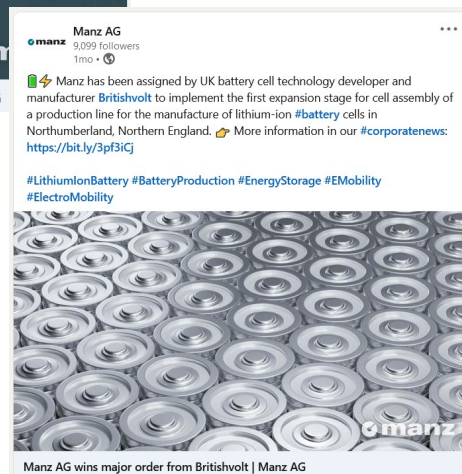 Manz AG
manz
9,099 followers
1mo •
Manz has been assigned by UK battery cell technology developer and
manufacturer Britishvolt to implement the first expansion stage for cell assembly of
a production line for the manufacture of lithium-ion #battery cells in
Northumberland, Northern England. 👉 More information in our #corporatenews:
https://bit.ly/3pf3iCj
#LithiumIonBattery #BatteryProduction #EnergyStorage #EMobility
#ElectroMobility
manz
Manz AG wins major order from Britishvolt | Manz AG